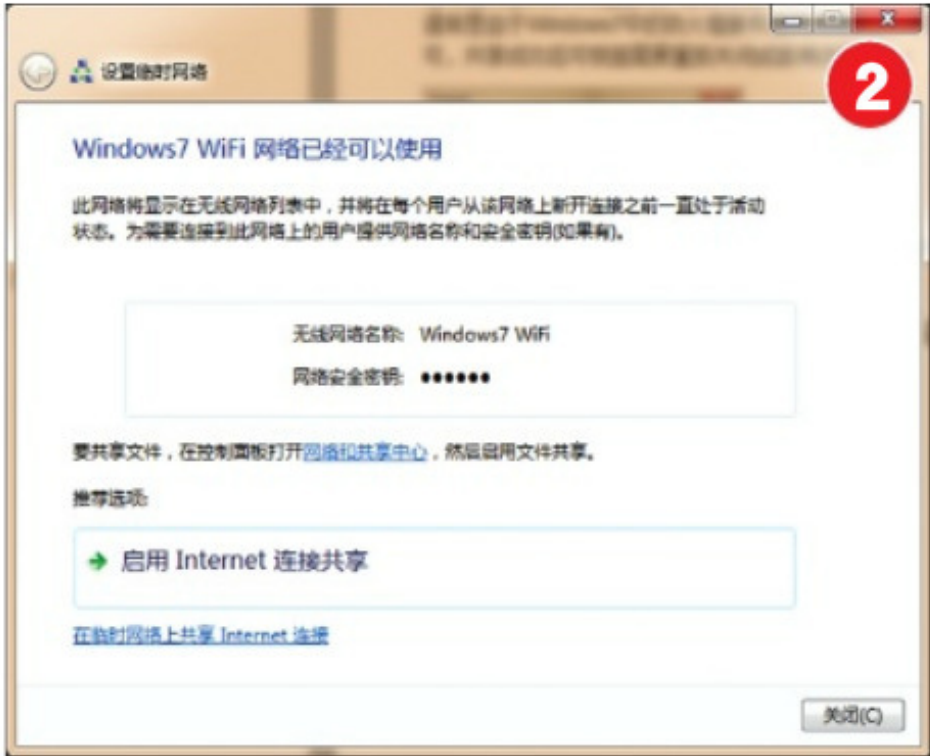 2
设置临时网络
Windows7 WiFi 网络已经可以使用
此网络将显示在无线网络列表中，并将在每个用户从该网络上断开连接之前一直处于活动
状态。为需要连接到此网络上的用户提供网络名称和安全密钥(如果有)。
无线网络名称: Windows7 WiFi
网络安全密钥: ●●●●●●
要共享文件，在控制面板打开网络和共享中心，然后启用文件共享。
推荐选项:
启用 Internet 连接共享
在临时网络上共享 Internet 连接
关闭(C)